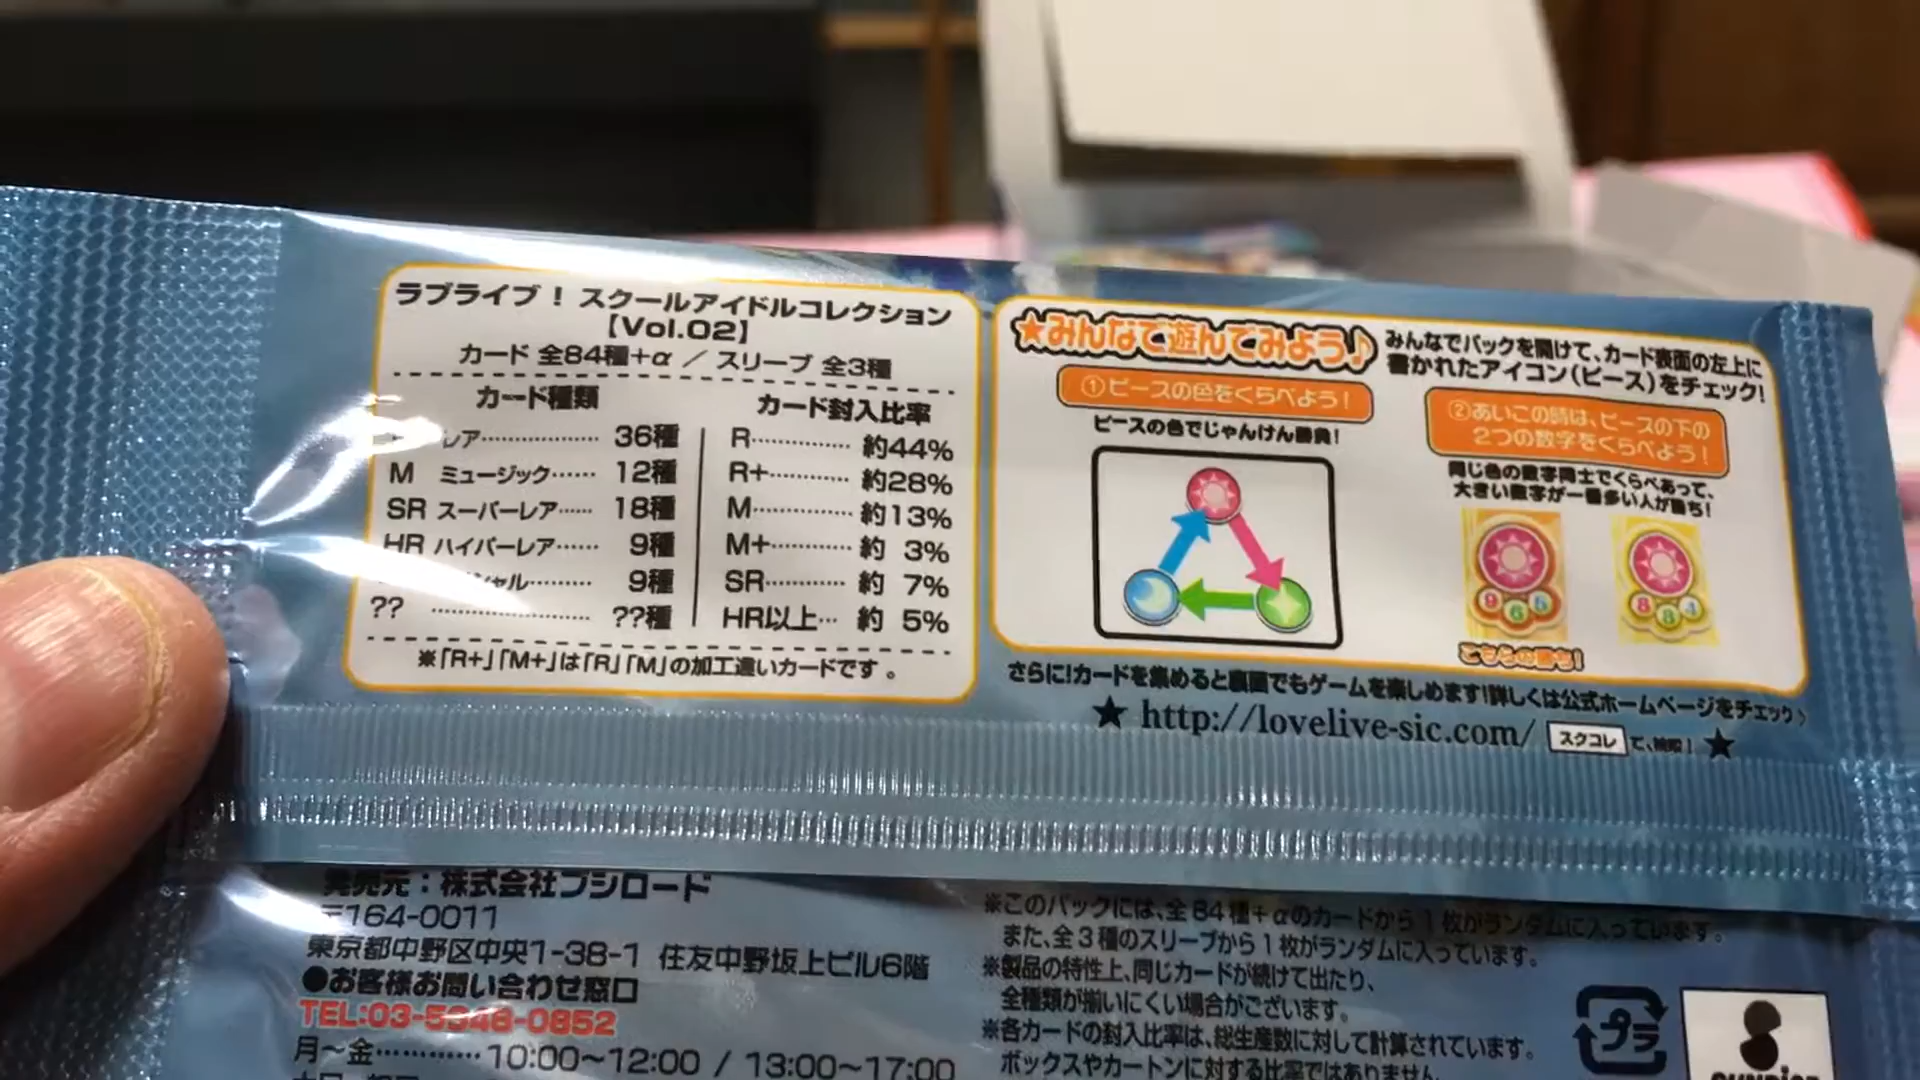 ラブライブ！スクールアイドルコレクション
【Vol.02】
カード 全84種+α ／ スリーブ 全3種
カード種類
レア………………36種
M ミュージック……12種
SR スーパーレア……18種
HR ハイパーレア……9種
シャル………9種
?? ………………??種
カード封入比率
R…………約44%
R+…………約28%
M…………約13%
M+…………約 3%
SR…………約 7%
HR以上…約 5%
※「R+」「M+」は「R」「M」の加工違いカードです。
★みんなで遊んでみよう♪
みんなでパックを開けて、カード表面の左上に
書かれたアイコン(ピース)をチェック!
①ピースの色をくらべよう!
ピースの色でじゃんけん勝負!
②あいこの時は、ピースの下の
2つの数字をくらべよう!
同じ色の数字同士でくらべあって、
大きい数字が一番多い人が勝ち!
9 6 5
8 8 4
こちらの勝ち!
さらに!カードを集めると裏面でもゲームを楽しめます!詳しくは公式ホームページをチェック
★ http://lovelive-sic.com/ スクコレ で、検索! ★
発売元：株式会社ブシロード
〒164-0011
東京都中野区中央1-38-1 住友中野坂上ビル6階
●お客様お問い合わせ窓口
TEL:03-5348-0852
月～金…………10:00～12:00 / 13:00～17:00
※このパックには、全84種+αのカードから1枚がランダムに入っています。
また、全3種のスリーブから1枚がランダムに入っています。
※製品の特性上、同じカードが続けて出たり、
全種類が揃いにくい場合がございます。
※各カードの封入比率は、総生産数に対して計算されています。
ボックスやカートンに対する比率ではありません。
プラ